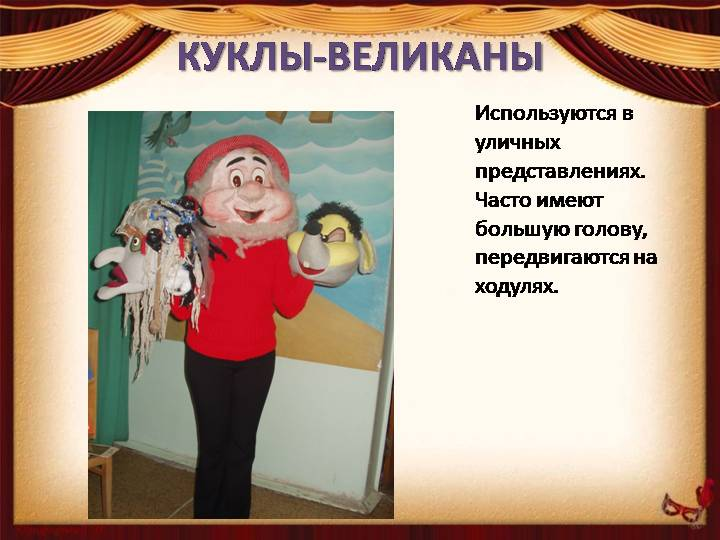 КУКЛЫ-ВЕЛИКАНЫ
Используются в
уличных
представлениях.
Часто имеют
большую голову,
передвигаются на
ходулях.